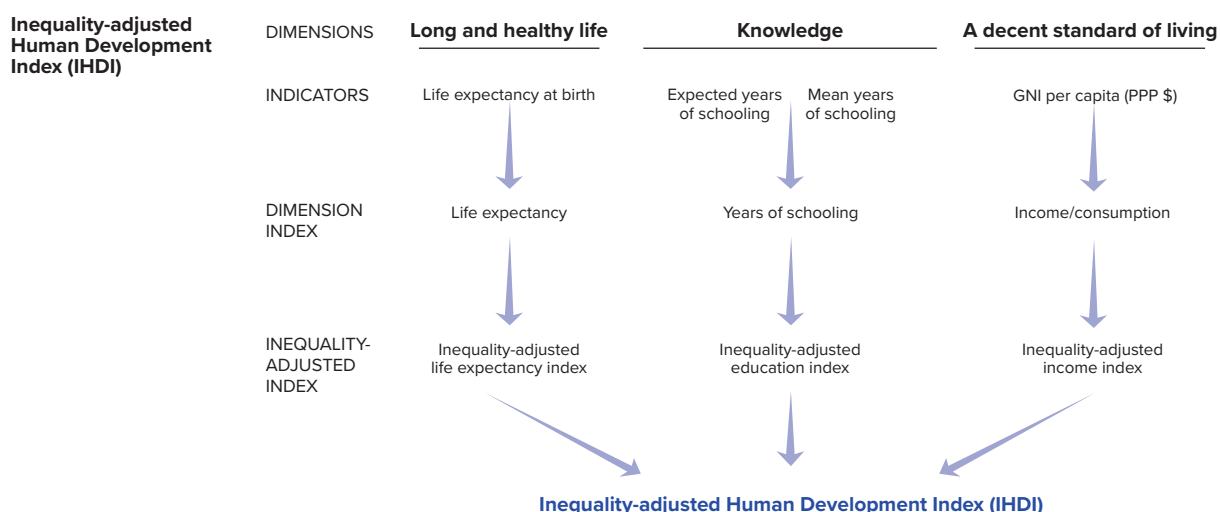 Inequality-adjusted
Human Development
Index (IHDI)
DIMENSIONS
Long and healthy life
Knowledge
A decent standard of living
INDICATORS
Life expectancy at birth
Expected years
of schooling
Mean years
of schooling
GNI per capita (PPP $)
DIMENSION
INDEX
Life expectancy
Years of schooling
Income/consumption
INEQUALITY-
ADJUSTED
INDEX
Inequality-adjusted
life expectancy index
Inequality-adjusted
education index
Inequality-adjusted
income index
Inequality-adjusted Human Development Index (IHDI)